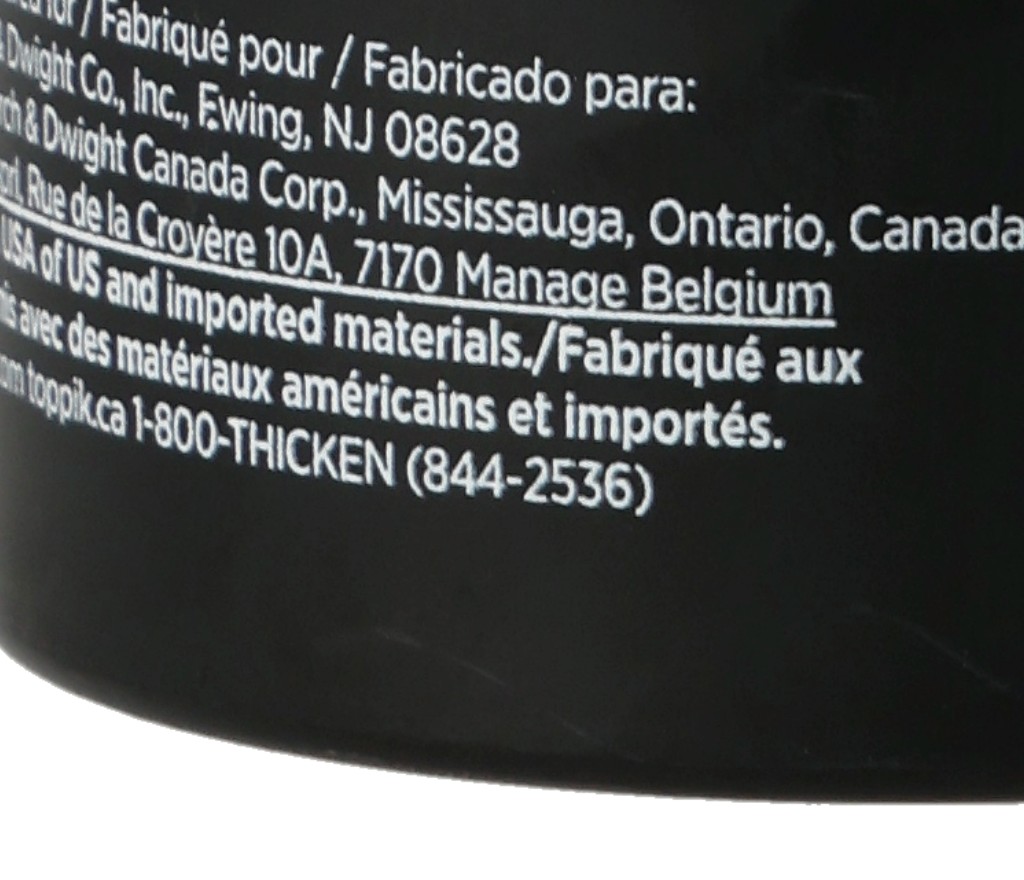 / Fabriqué pour / Fabricado para:
Dwight Co., Inc., Ewing, NJ 08628
& Dwight Canada Corp., Mississauga, Ontario, Canada
Rue de la Croyère 10A, 7170 Manage Belgium
USA of US and imported materials./Fabriqué aux
avec des matériaux américains et importés.
toppik.ca 1-800-THICKEN (844-2536)